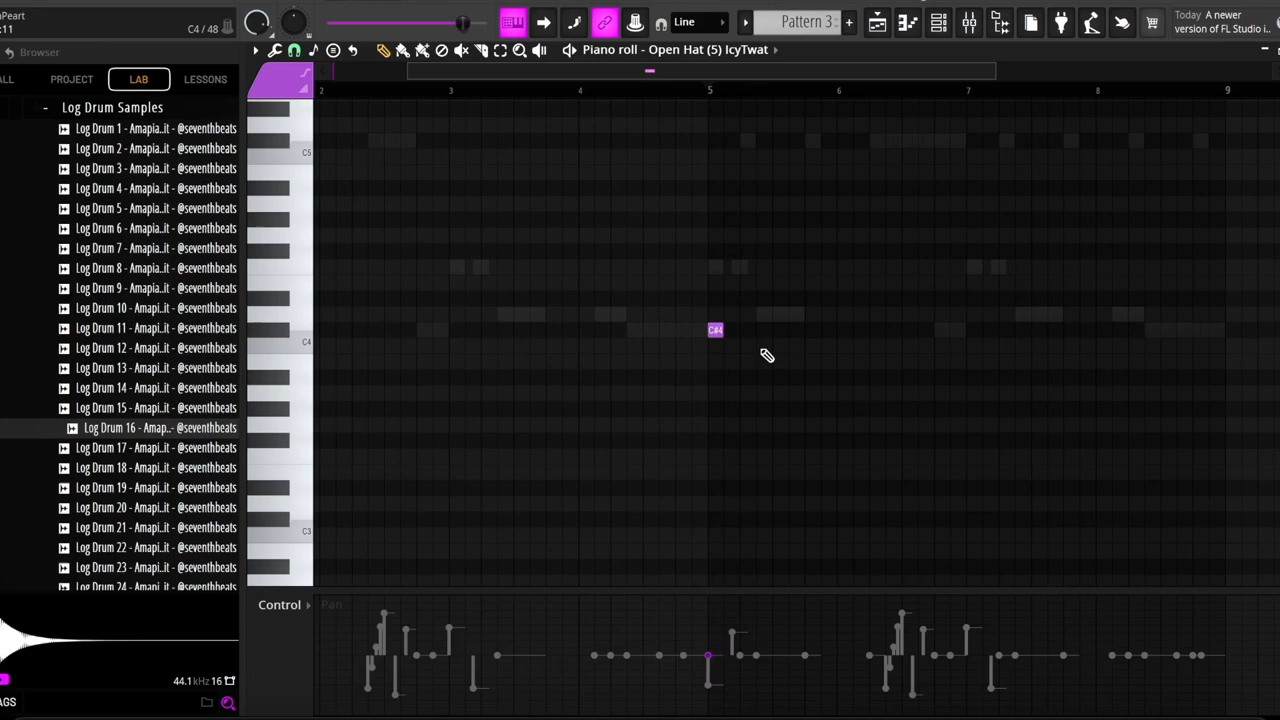 Peart
:11
C4 / 48
Line
Pattern 3
+
Today A newer
version of FL Studio i
Browser
Piano roll - Open Hat (5) IcyTwat
ALL
PROJECT
LAB
LESSONS
2 3 4 5 6 7 8 9
- Log Drum Samples
Log Drum 1 - Amapia..it - @seventhbeats
Log Drum 2 - Amapia..it - @seventhbeats
Log Drum 3 - Amapia..it - @seventhbeats
Log Drum 4 - Amapia..it - @seventhbeats
Log Drum 5 - Amapia..it - @seventhbeats
Log Drum 6 - Amapia..it - @seventhbeats
Log Drum 7 - Amapia..it - @seventhbeats
Log Drum 8 - Amapia..it - @seventhbeats
Log Drum 9 - Amapia..it - @seventhbeats
Log Drum 10 - Amapi..it - @seventhbeats
Log Drum 11 - Amapi..it - @seventhbeats
Log Drum 12 - Amapi..it - @seventhbeats
Log Drum 13 - Amapi..it - @seventhbeats
Log Drum 14 - Amapi..it - @seventhbeats
Log Drum 15 - Amapi..it - @seventhbeats
Log Drum 16 - Amap..- @seventhbeats
Log Drum 17 - Amapi..it - @seventhbeats
Log Drum 18 - Amapi..it - @seventhbeats
Log Drum 19 - Amapi..it - @seventhbeats
Log Drum 20 - Amapi..it - @seventhbeats
Log Drum 21 - Amapi..it - @seventhbeats
Log Drum 22 - Amapi..it - @seventhbeats
Log Drum 23 - Amapi..it - @seventhbeats
Log Drum 24 - Amapi..it - @seventhbeats
C5
C#4
C4
C3
Control
Pan
44.1kHz 16
AGS